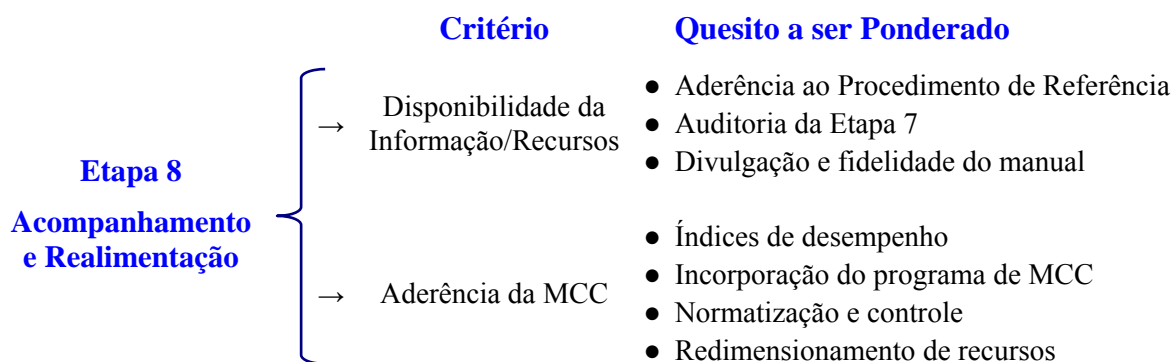 Critério
Quesito a ser Ponderado
Etapa 8
Acompanhamento
e Realimentação
→ Disponibilidade da
Informação/Recursos
● Aderência ao Procedimento de Referência
● Auditoria da Etapa 7
● Divulgação e fidelidade do manual
→ Aderência da MCC
● Índices de desempenho
● Incorporação do programa de MCC
● Normatização e controle
● Redimensionamento de recursos